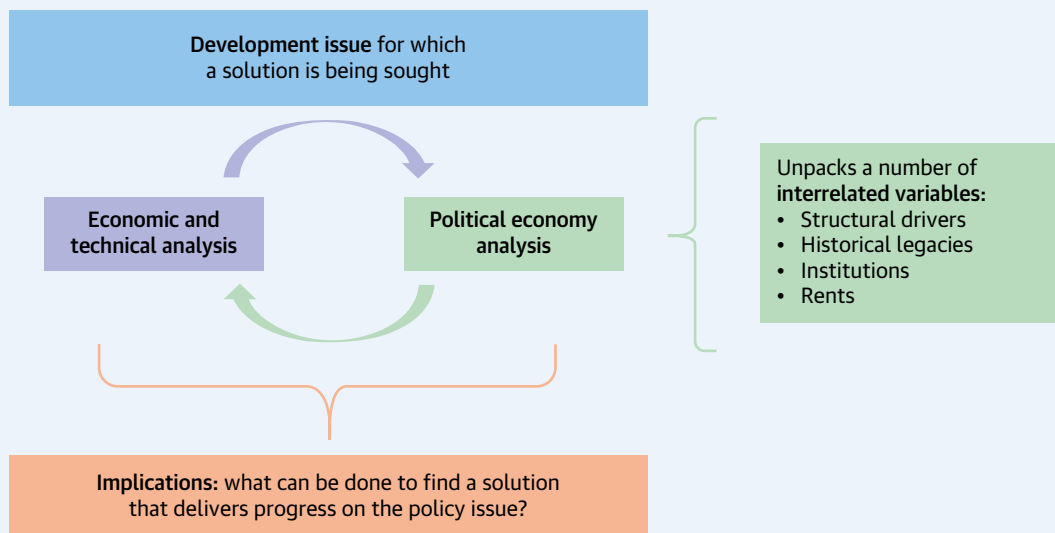 Development issue for which
a solution is being sought
Economic and
technical analysis
Political economy
analysis
Unpacks a number of
interrelated variables:
• Structural drivers
• Historical legacies
• Institutions
• Rents
Implications: what can be done to find a solution
that delivers progress on the policy issue?